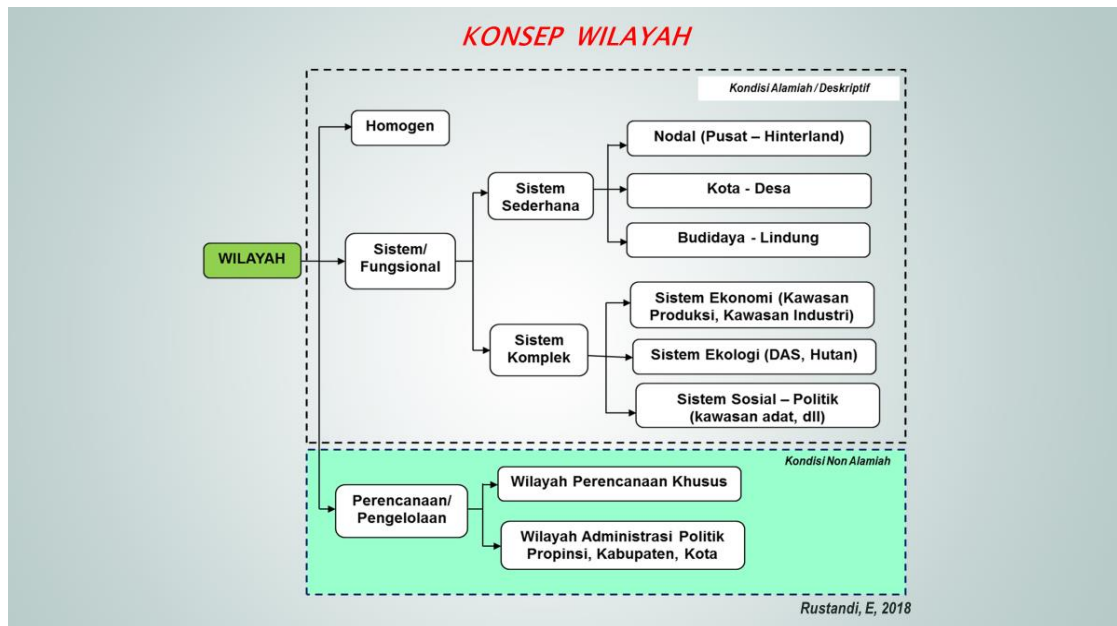 KONSEP WILAYAH
Kondisi Alamiah / Deskriptif
Homogen
Nodal (Pusat – Hinterland)
Sistem
Sederhana
Kota - Desa
Budidaya - Lindung
WILAYAH
Sistem/
Fungsional
Sistem Ekonomi (Kawasan
Produksi, Kawasan Industri)
Sistem
Komplek
Sistem Ekologi (DAS, Hutan)
Sistem Sosial – Politik
(kawasan adat, dll)
Kondisi Non Alamiah
Wilayah Perencanaan Khusus
Perencanaan/
Pengelolaan
Wilayah Administrasi Politik
Propinsi, Kabupaten, Kota
Rustandi, E, 2018